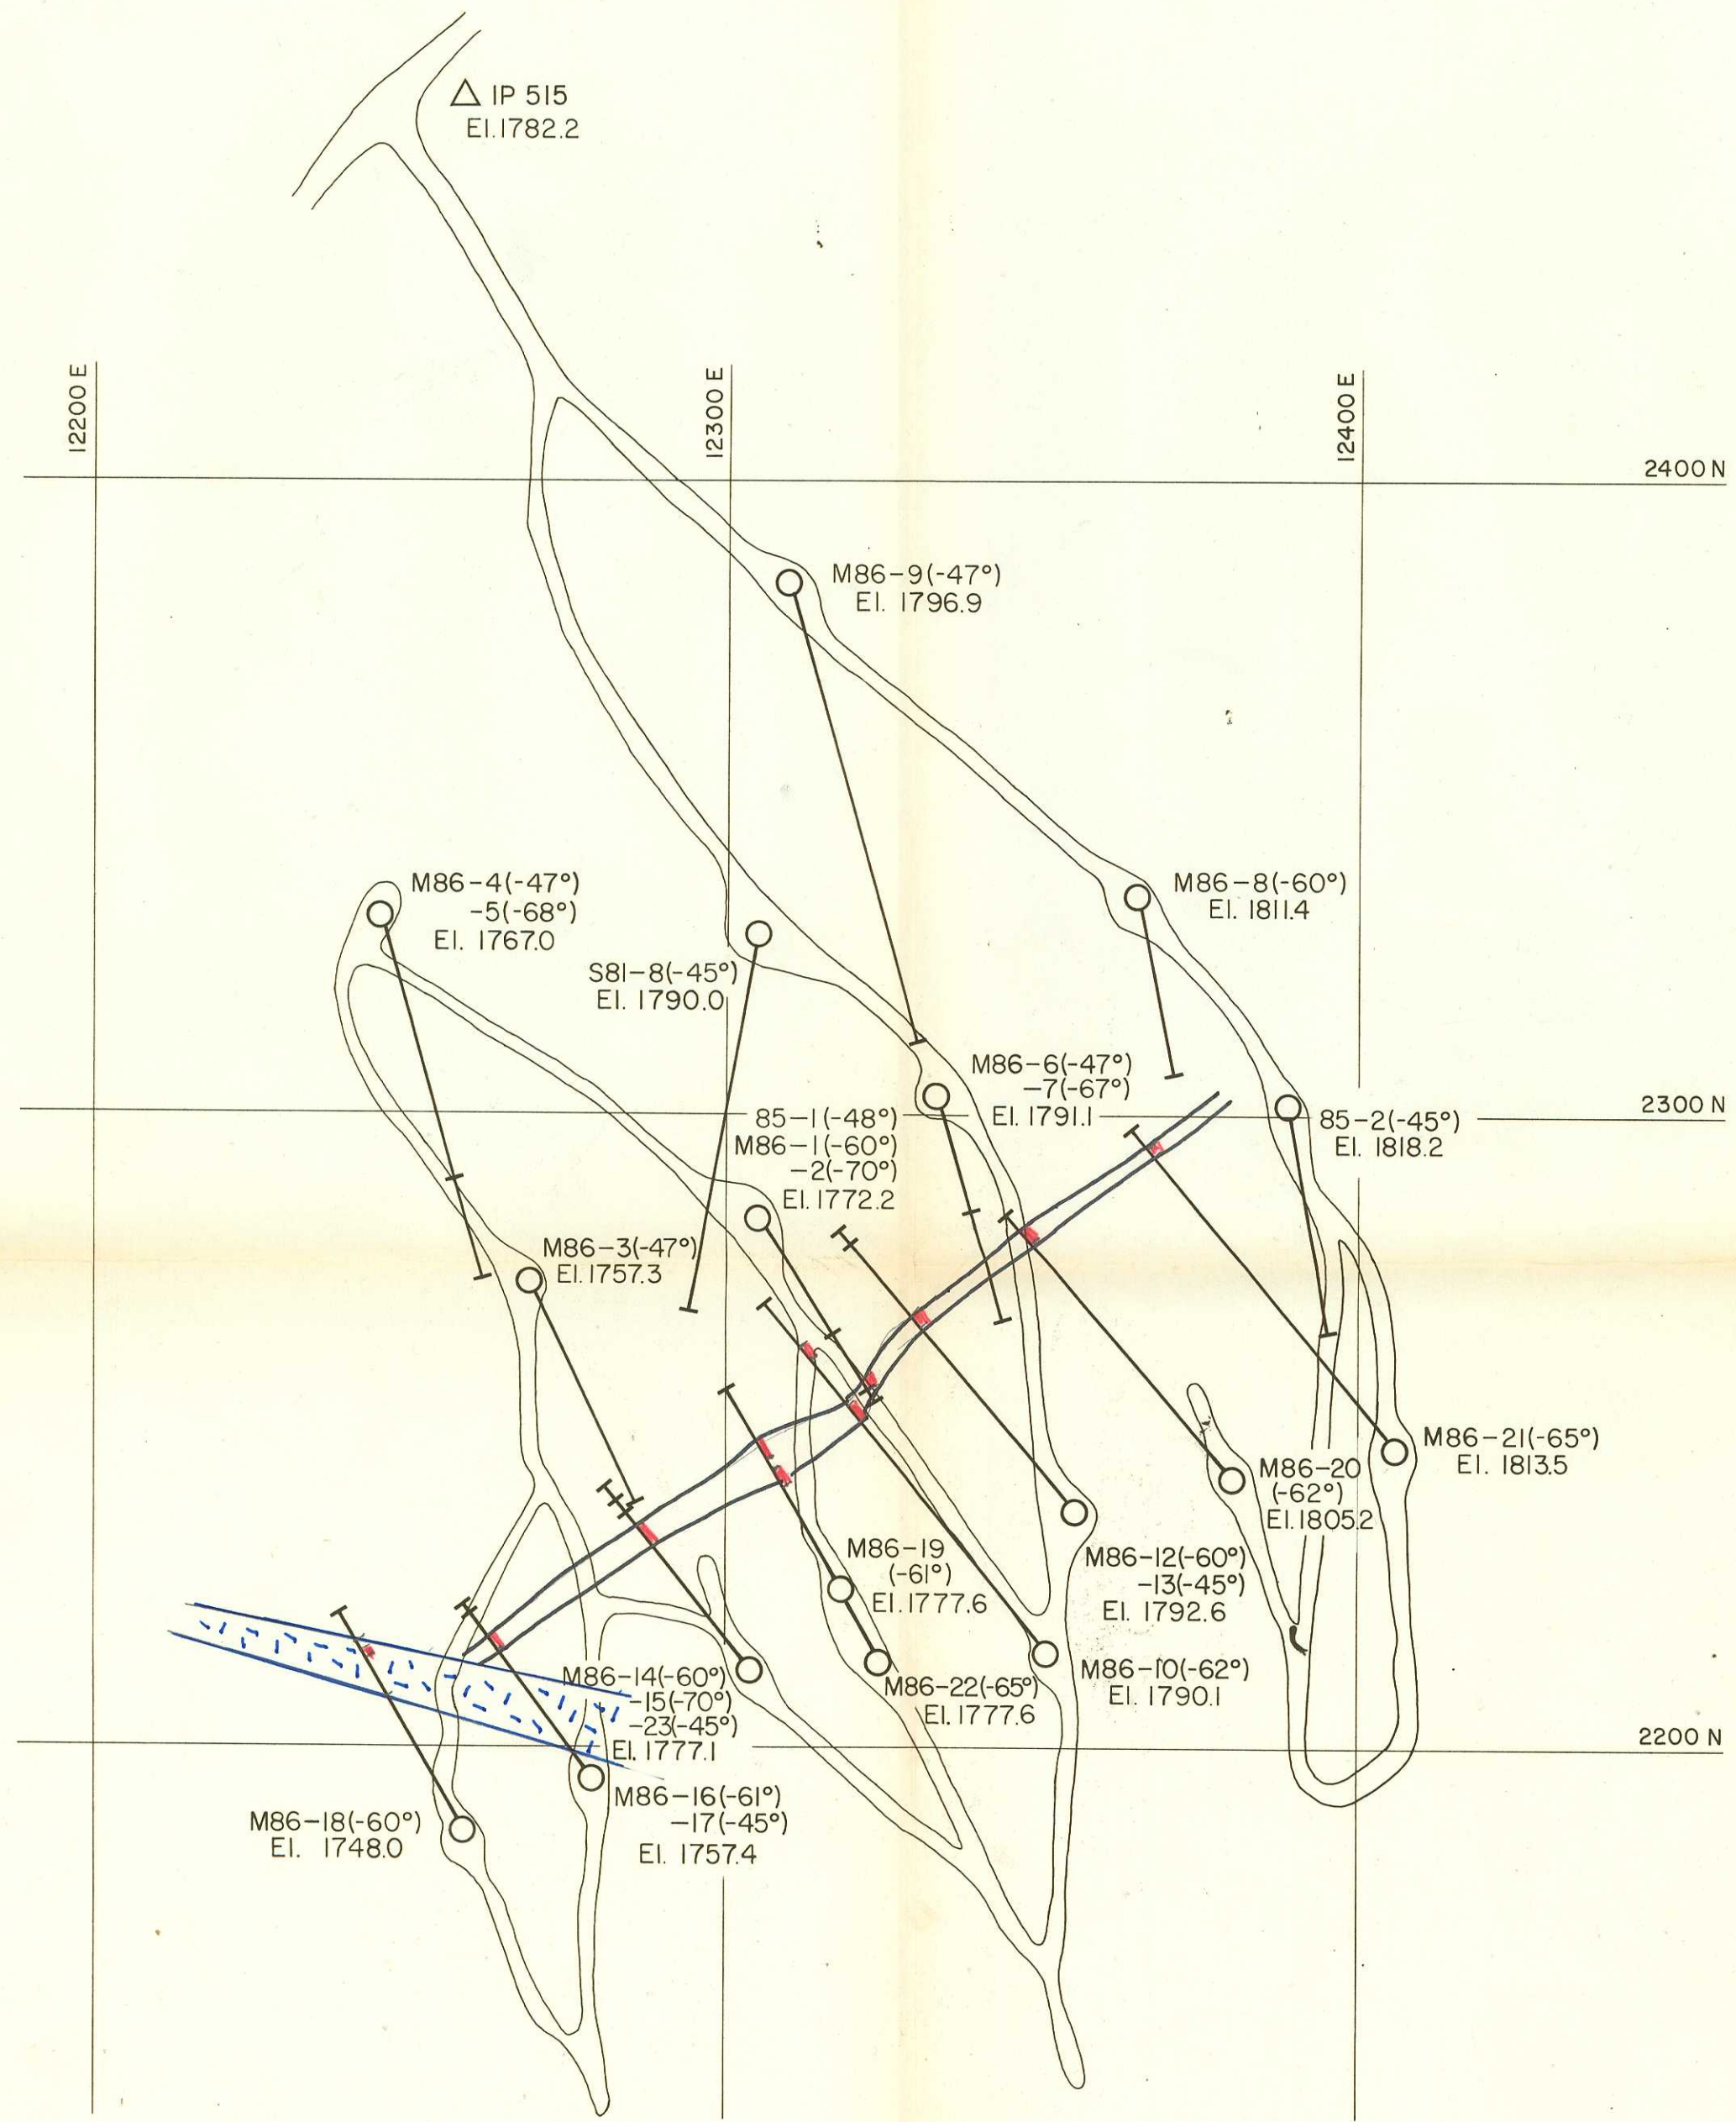 IP 515
El. 1782.2
12200 E
12300 E
12400 E
2400 N
M86-9(-47°)
El. 1796.9
M86-4(-47°)
-5(-68°)
El. 1767.0
M86-8(-60°)
El. 1811.4
S81-8(-45°)
El. 1790.0
M86-6(-47°)
-7(-67°)
El. 1791.1
2300 N
85-1(-48°)
M86-1(-60°)
-2(-70°)
El. 1772.2
85-2(-45°)
El. 1818.2
M86-3(-47°)
El. 1757.3
M86-21(-65°)
El. 1813.5
M86-20
(-62°)
El. 1805.2
M86-19
(-61°)
El. 1777.6
M86-12(-60°)
-13(-45°)
El. 1792.6
M86-14(-60°)
-15(-70°)
-23(-45°)
El. 1777.1
M86-22(-65°)
El. 1777.6
M86-10(-62°)
El. 1790.1
2200 N
M86-16(-61°)
-17(-45°)
El. 1757.4
M86-18(-60°)
El. 1748.0